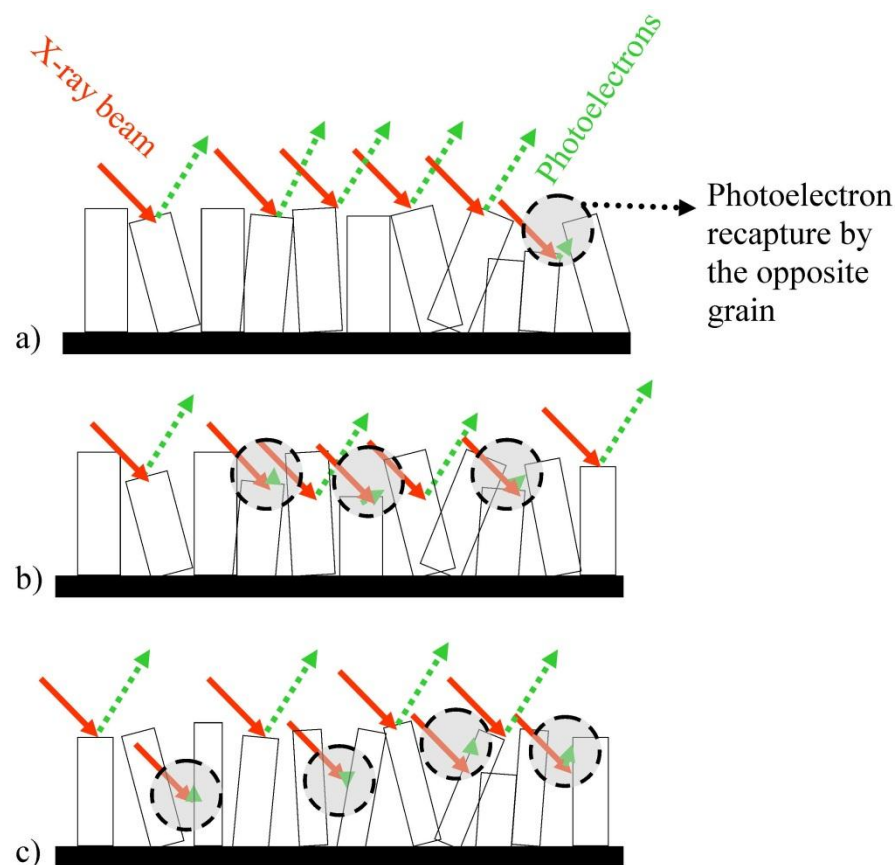 X-ray beam
Photoelectrons
Photoelectron
recapture by
the opposite
grain
a)
b)
c)